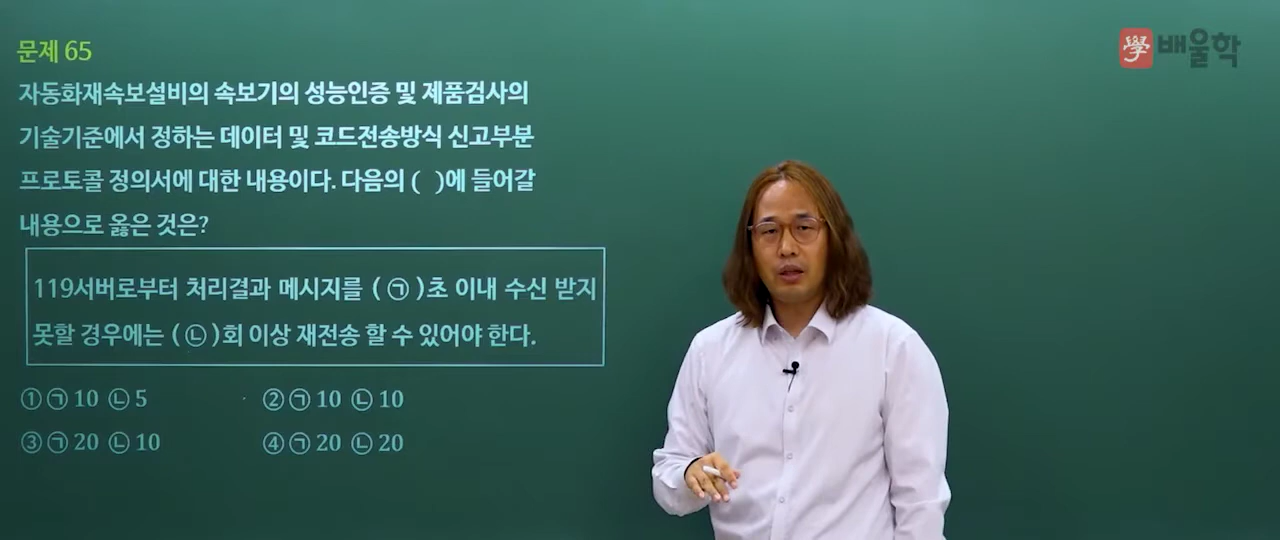 문제 65
學 배울학
자동화재속보설비의 속보기의 성능인증 및 제품검사의
기술기준에서 정하는 데이터 및 코드전송방식 신고부분
프로토콜 정의서에 대한 내용이다. 다음의 ( )에 들어갈
내용으로 옳은 것은?
119서버로부터 처리결과 메시지를 ( ㉠ )초 이내 수신 받지
못할 경우에는 ( ㉡ )회 이상 재전송 할 수 있어야 한다.
① ㉠ 10 ㉡ 5 ② ㉠ 10 ㉡ 10
③ ㉠ 20 ㉡ 10 ④ ㉠ 20 ㉡ 20